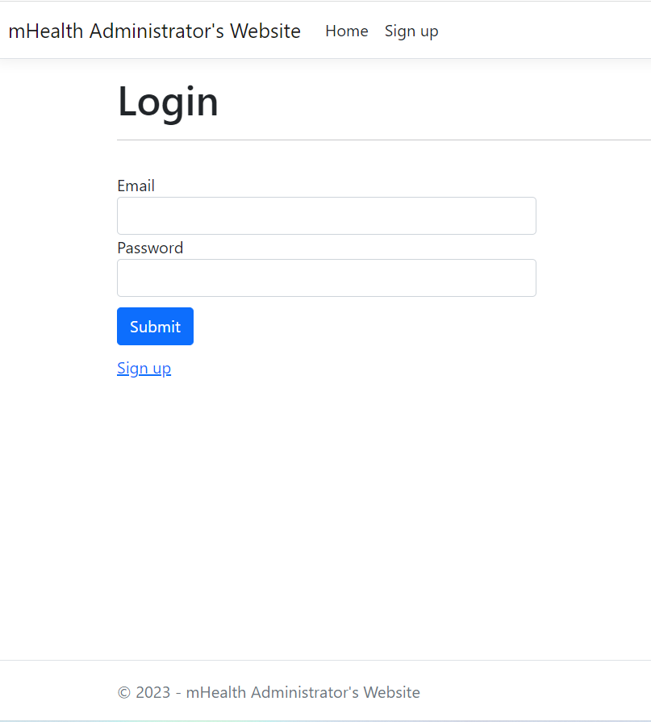 mHealth Administrator's Website Home Sign up
Login
Email
Password
Submit
Sign up
© 2023 - mHealth Administrator's Website